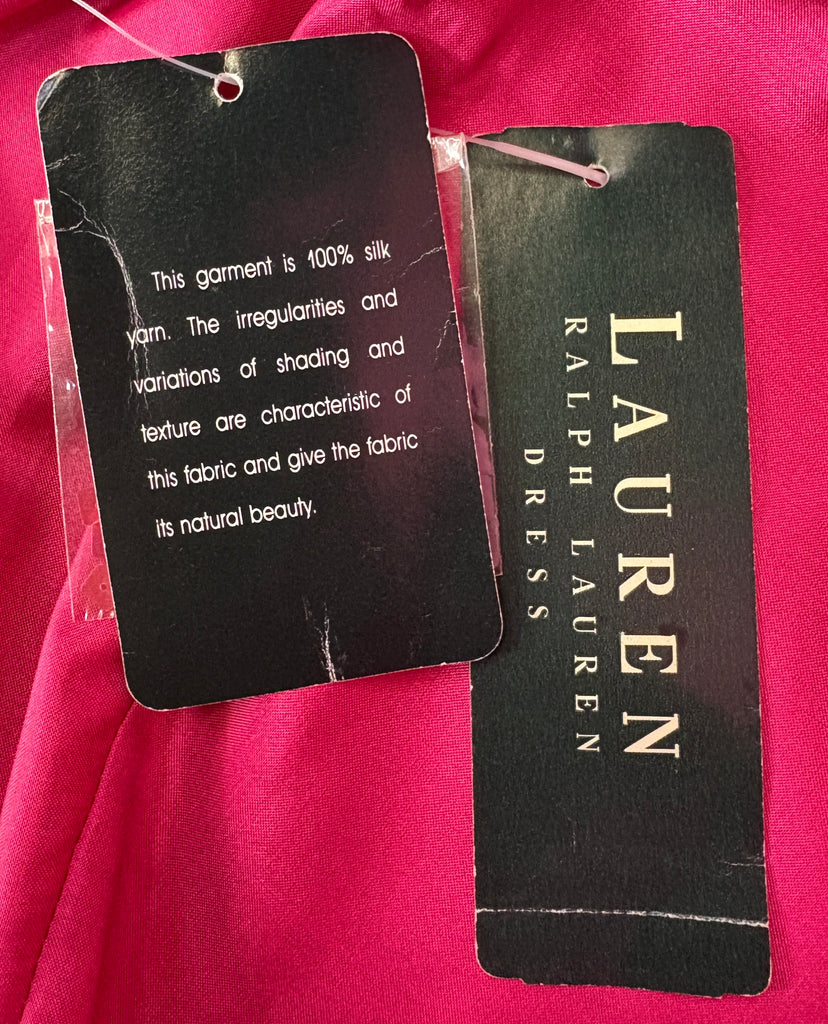 This garment is 100% silk
yarn. The irregularities and
variations of shading and
texture are characteristic of
this fabric and give the fabric
its natural beauty.
LAUREN
RALPH LAUREN
DRESS